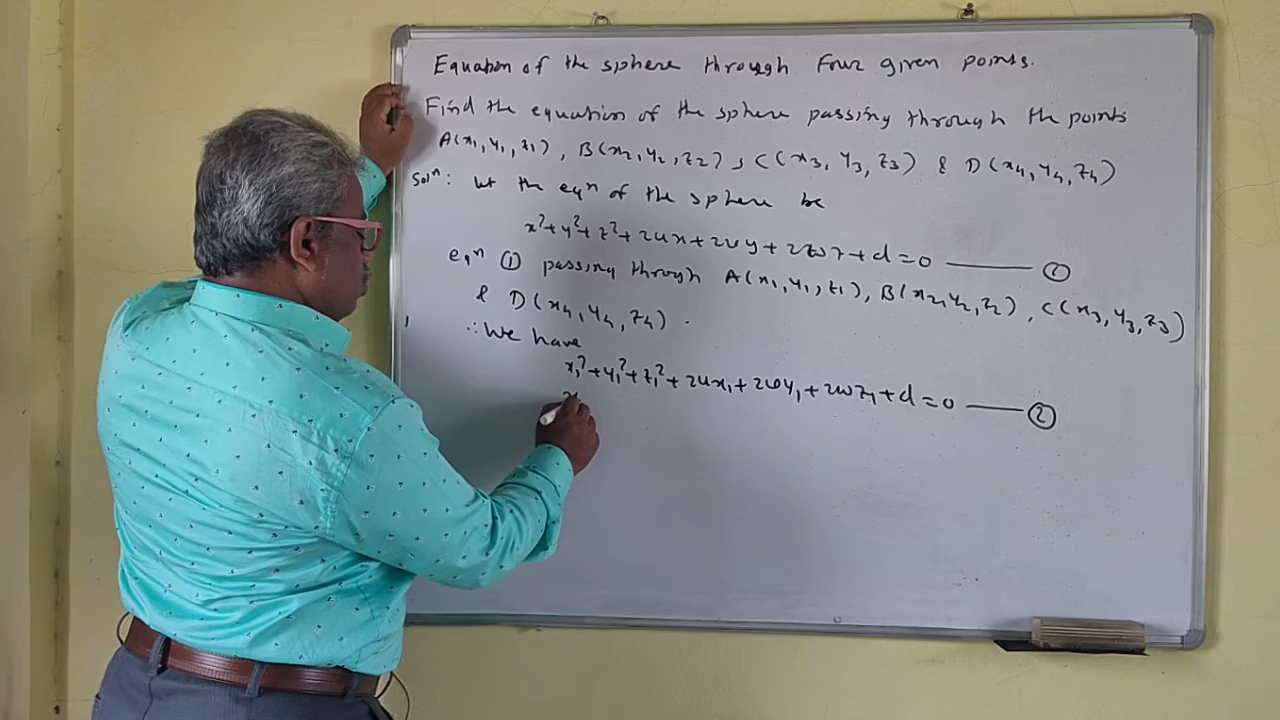 Equation of the sphere through Four given points.
Find the equation of the sphere passing through the points
A(x₁, y₁, z₁), B(x₂, y₂, z₂), C(x₃, y₃, z₃) & D(x₄, y₄, z₄)
Solⁿ: let the eqⁿ of the sphere be
x²+y²+z²+2ux+2vy+2wz+d=0 —— ①
eqⁿ ① passing through A(x₁, y₁, z₁), B(x₂, y₂, z₂), C(x₃, y₃, z₃)
& D(x₄, y₄, z₄).
∴ We have
x₁²+y₁²+z₁²+2ux₁+2vy₁+2wz₁+d=0 —— ②